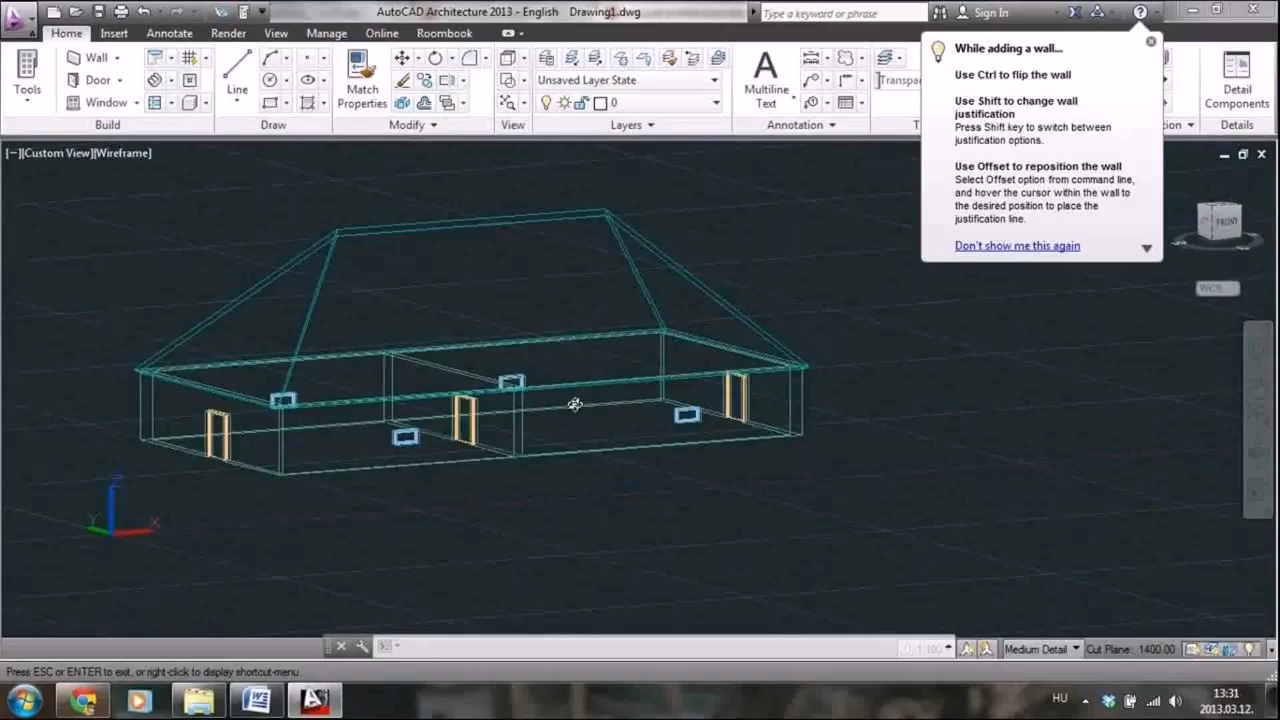 AutoCAD Architecture 2013 - English Drawing1.dwg
Type a keyword or phrase
Sign In
Home Insert Annotate Render View Manage Online Roombook
Tools
Wall
Door
Window
Build
Line
Draw
Match
Properties
Modify
View
Unsaved Layer State
0
Layers
Multiline
Text
Annotation
Transpa
Detail
Components
Details
While adding a wall...
Use Ctrl to flip the wall
Use Shift to change wall
justification
Press Shift key to switch between
justification options.
Use Offset to reposition the wall
Select Offset option from command line,
and hover the cursor within the wall to
the desired position to place the
justification line.
Don't show me this again
[−][Custom View][Wireframe]
FRONT
WCS
Z
Y
X
1:100
Medium Detail
Cut Plane: 1400.00
Press ESC or ENTER to exit, or right-click to display shortcut-menu.
HU
13:31
2013.03.12.